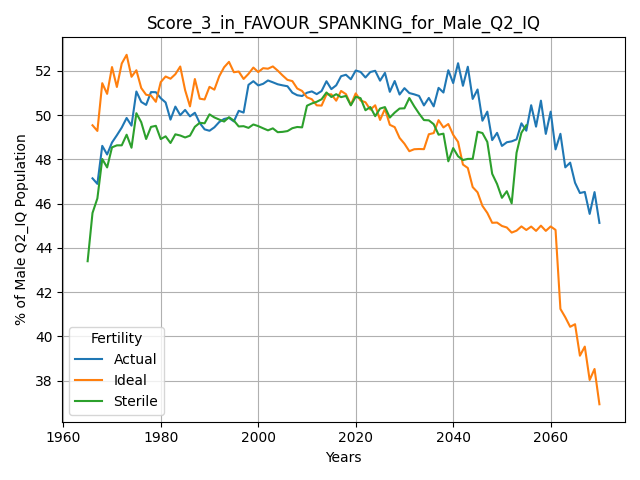 Score_3_in_FAVOUR_SPANKING_for_Male_Q2_IQ
% of Male Q2_IQ Population
52
50
48
46
44
42
40
38
Fertility
Actual
Ideal
Sterile
1960
1980
2000
2020
2040
2060
Years